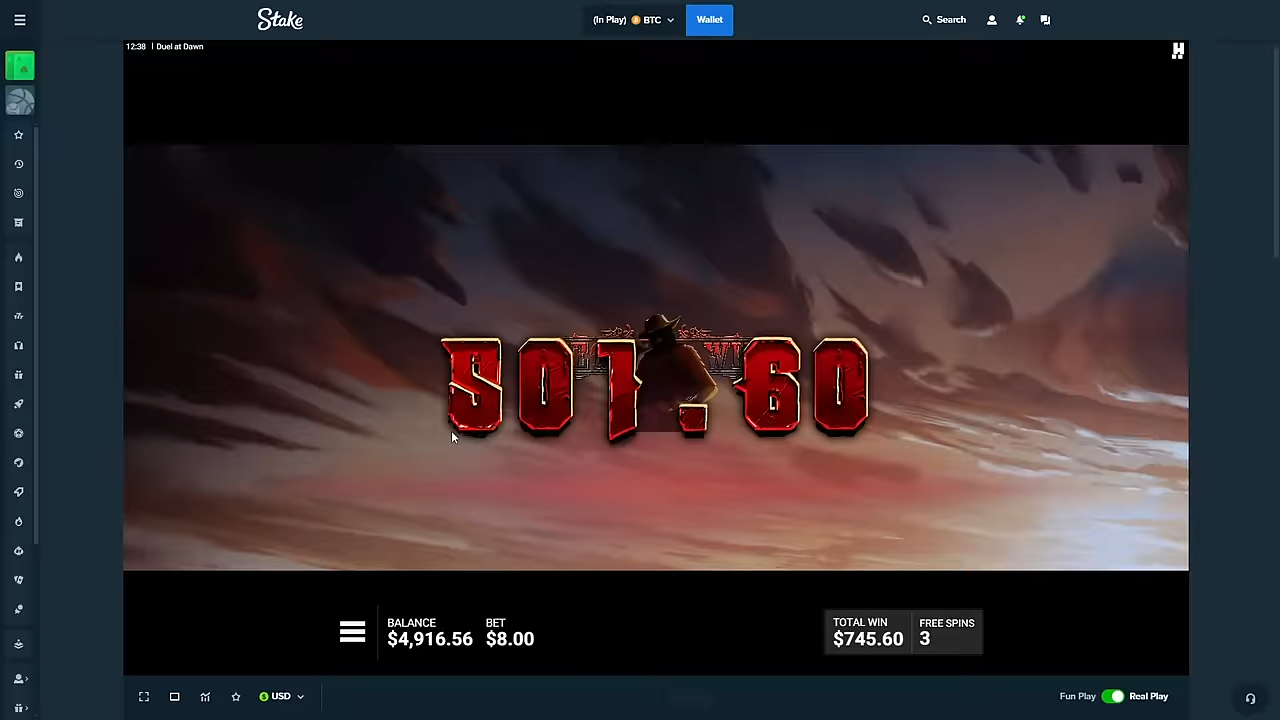 Stake
(In Play) BTC
Wallet
Search
12:38 | Duel at Dawn
501.60
BALANCE
$4,916.56
BET
$8.00
TOTAL WIN
$745.60
FREE SPINS
3
USD
Fun Play
Real Play